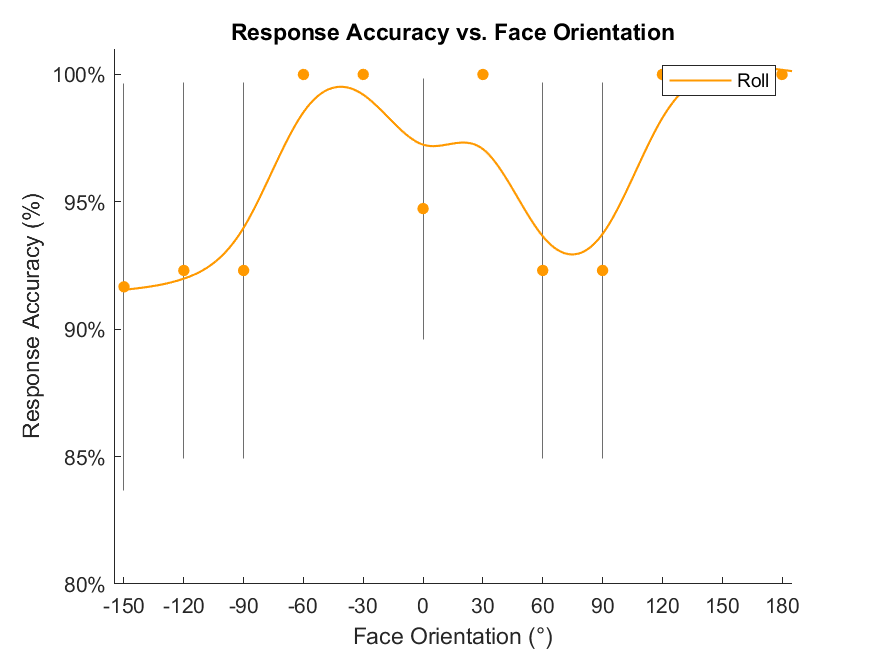 Response Accuracy vs. Face Orientation
Roll
100%
95%
90%
85%
80%
Response Accuracy (%)
-150 -120 -90 -60 -30 0 30 60 90 120 150 180
Face Orientation (°)